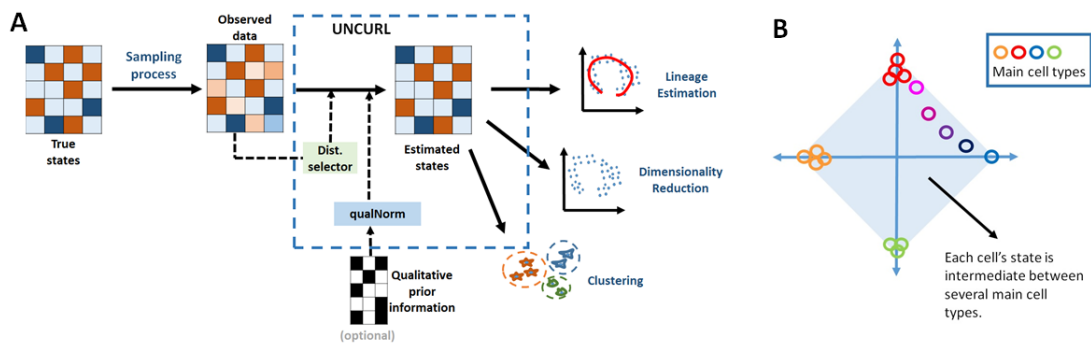 A
True
states
Sampling
process
Observed
data
UNCURL
Dist.
selector
qualNorm
Estimated
states
Qualitative
prior
information
(optional)
Lineage
Estimation
Dimensionality
Reduction
Clustering
B
Main cell types
Each cell's state is
intermediate between
several main cell
types.